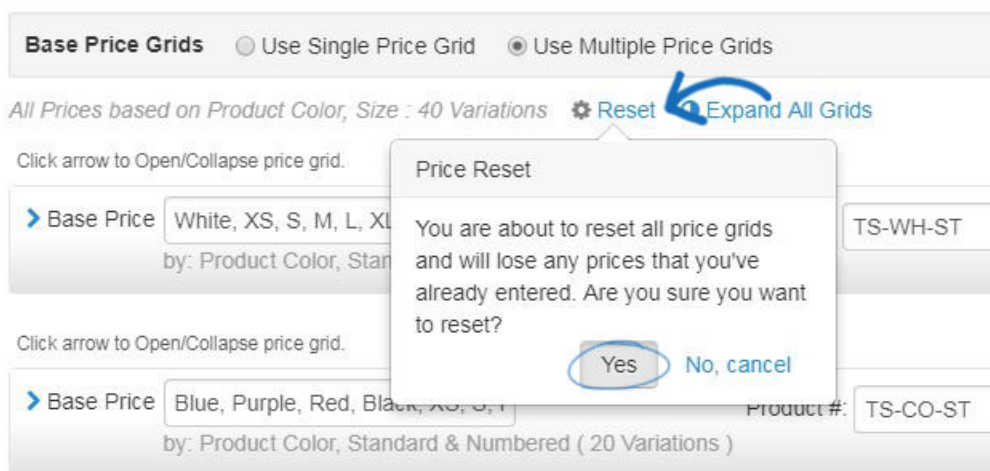 Base Price Grids Use Single Price Grid Use Multiple Price Grids
All Prices based on Product Color, Size : 40 Variations Reset Expand All Grids
Click arrow to Open/Collapse price grid.
Price Reset
Base Price White, XS, S, M, L, XL TS-WH-ST
by: Product Color, Stan
You are about to reset all price grids
and will lose any prices that you've
already entered. Are you sure you want
to reset?
Yes No, cancel
Click arrow to Open/Collapse price grid.
Base Price Blue, Purple, Red, Black, XS, S, Product #: TS-CO-ST
by: Product Color, Standard & Numbered ( 20 Variations )